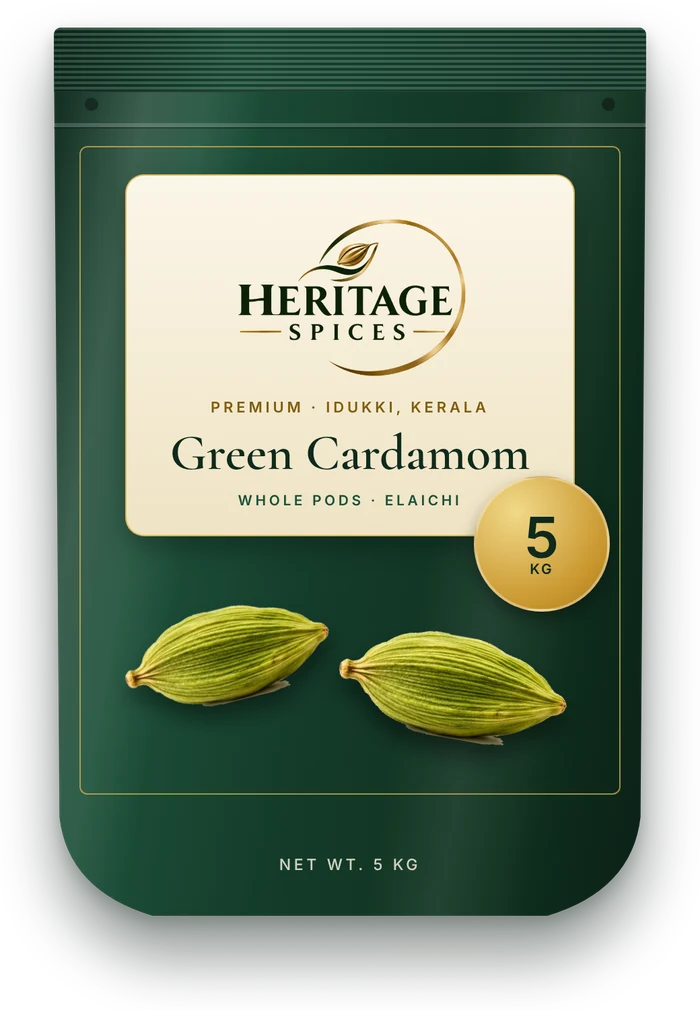 HERITAGE
SPICES
PREMIUM · IDUKKI, KERALA
Green Cardamom
WHOLE PODS · ELAICHI
5
KG
NET WT. 5 KG